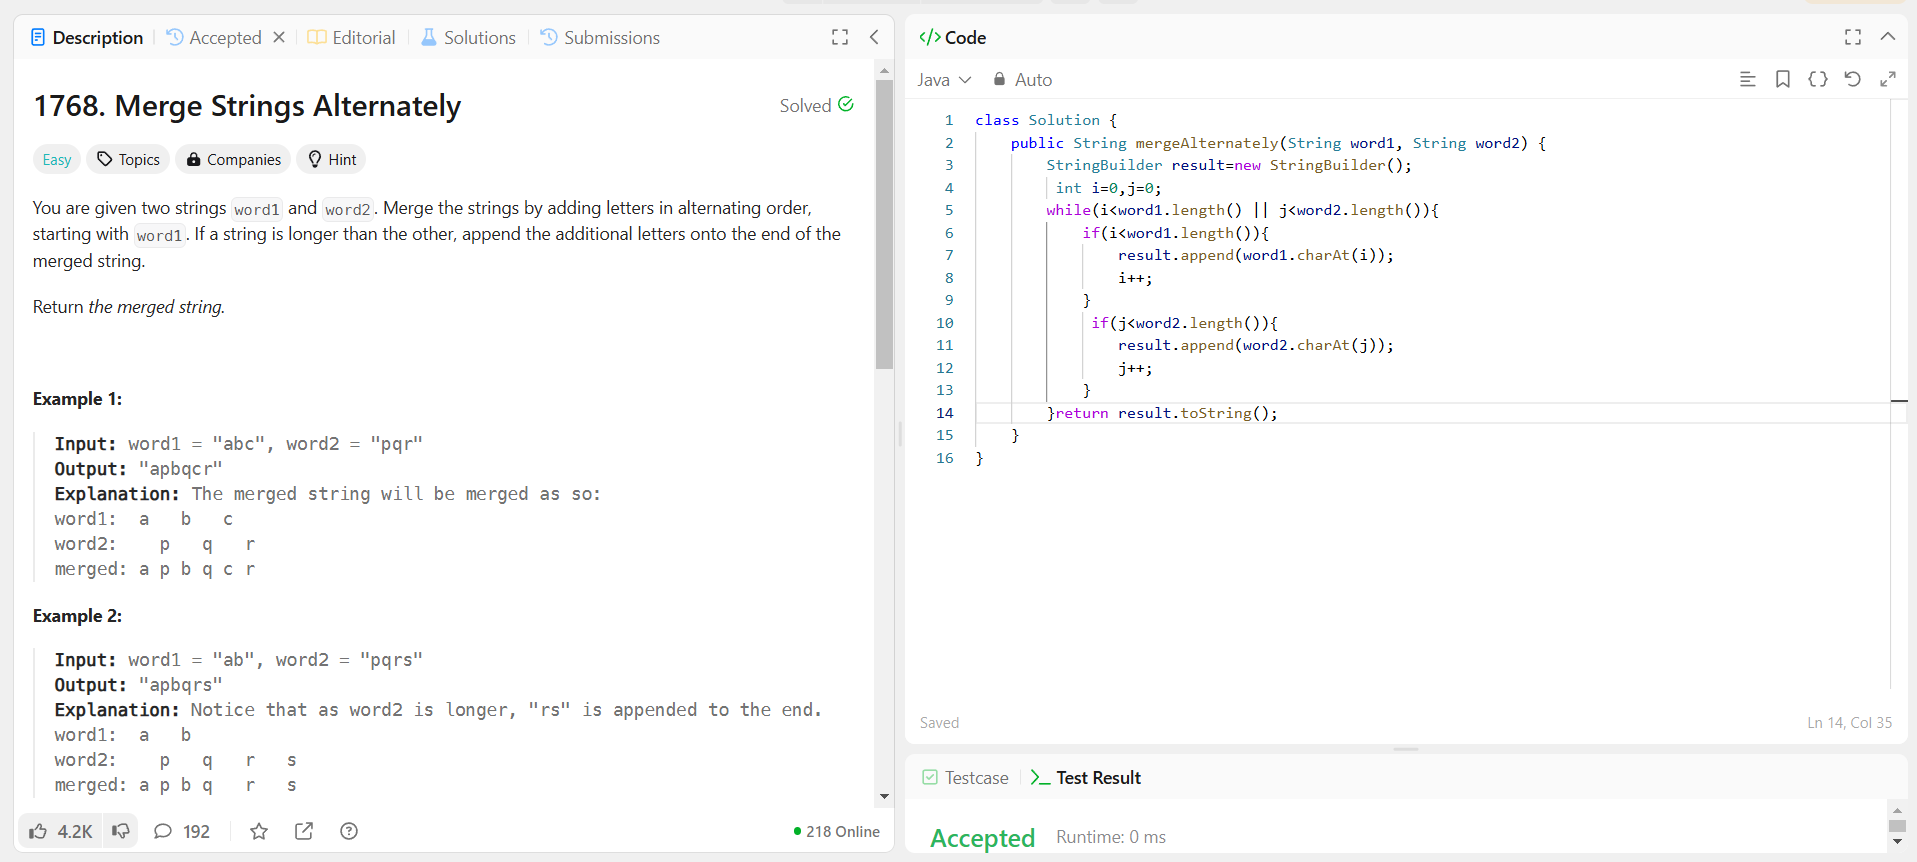 Description
Accepted
Editorial
Solutions
Submissions
1768. Merge Strings Alternately
Solved
Easy
Topics
Companies
Hint
You are given two strings word1 and word2. Merge the strings by adding letters in alternating order,
starting with word1. If a string is longer than the other, append the additional letters onto the end of the
merged string.
Return the merged string.
Example 1:
Input: word1 = "abc", word2 = "pqr"
Output: "apbqcr"
Explanation: The merged string will be merged as so:
word1:  a   b   c
word2:    p   q   r
merged: a p b q c r
Example 2:
Input: word1 = "ab", word2 = "pqrs"
Output: "apbqrs"
Explanation: Notice that as word2 is longer, "rs" is appended to the end.
word1:  a   b
word2:    p   q   r   s
merged: a p b q   r   s
4.2K
192
218 Online
</> Code
Java
Auto
1 class Solution {
2     public String mergeAlternately(String word1, String word2) {
3         StringBuilder result=new StringBuilder();
4          int i=0,j=0;
5         while(i<word1.length() || j<word2.length()){
6             if(i<word1.length()){
7                 result.append(word1.charAt(i));
8                 i++;
9             }
10             if(j<word2.length()){
11                 result.append(word2.charAt(j));
12                 j++;
13             }
14         }return result.toString();
15     }
16 }
Saved
Ln 14, Col 35
Testcase
Test Result
Accepted
Runtime: 0 ms